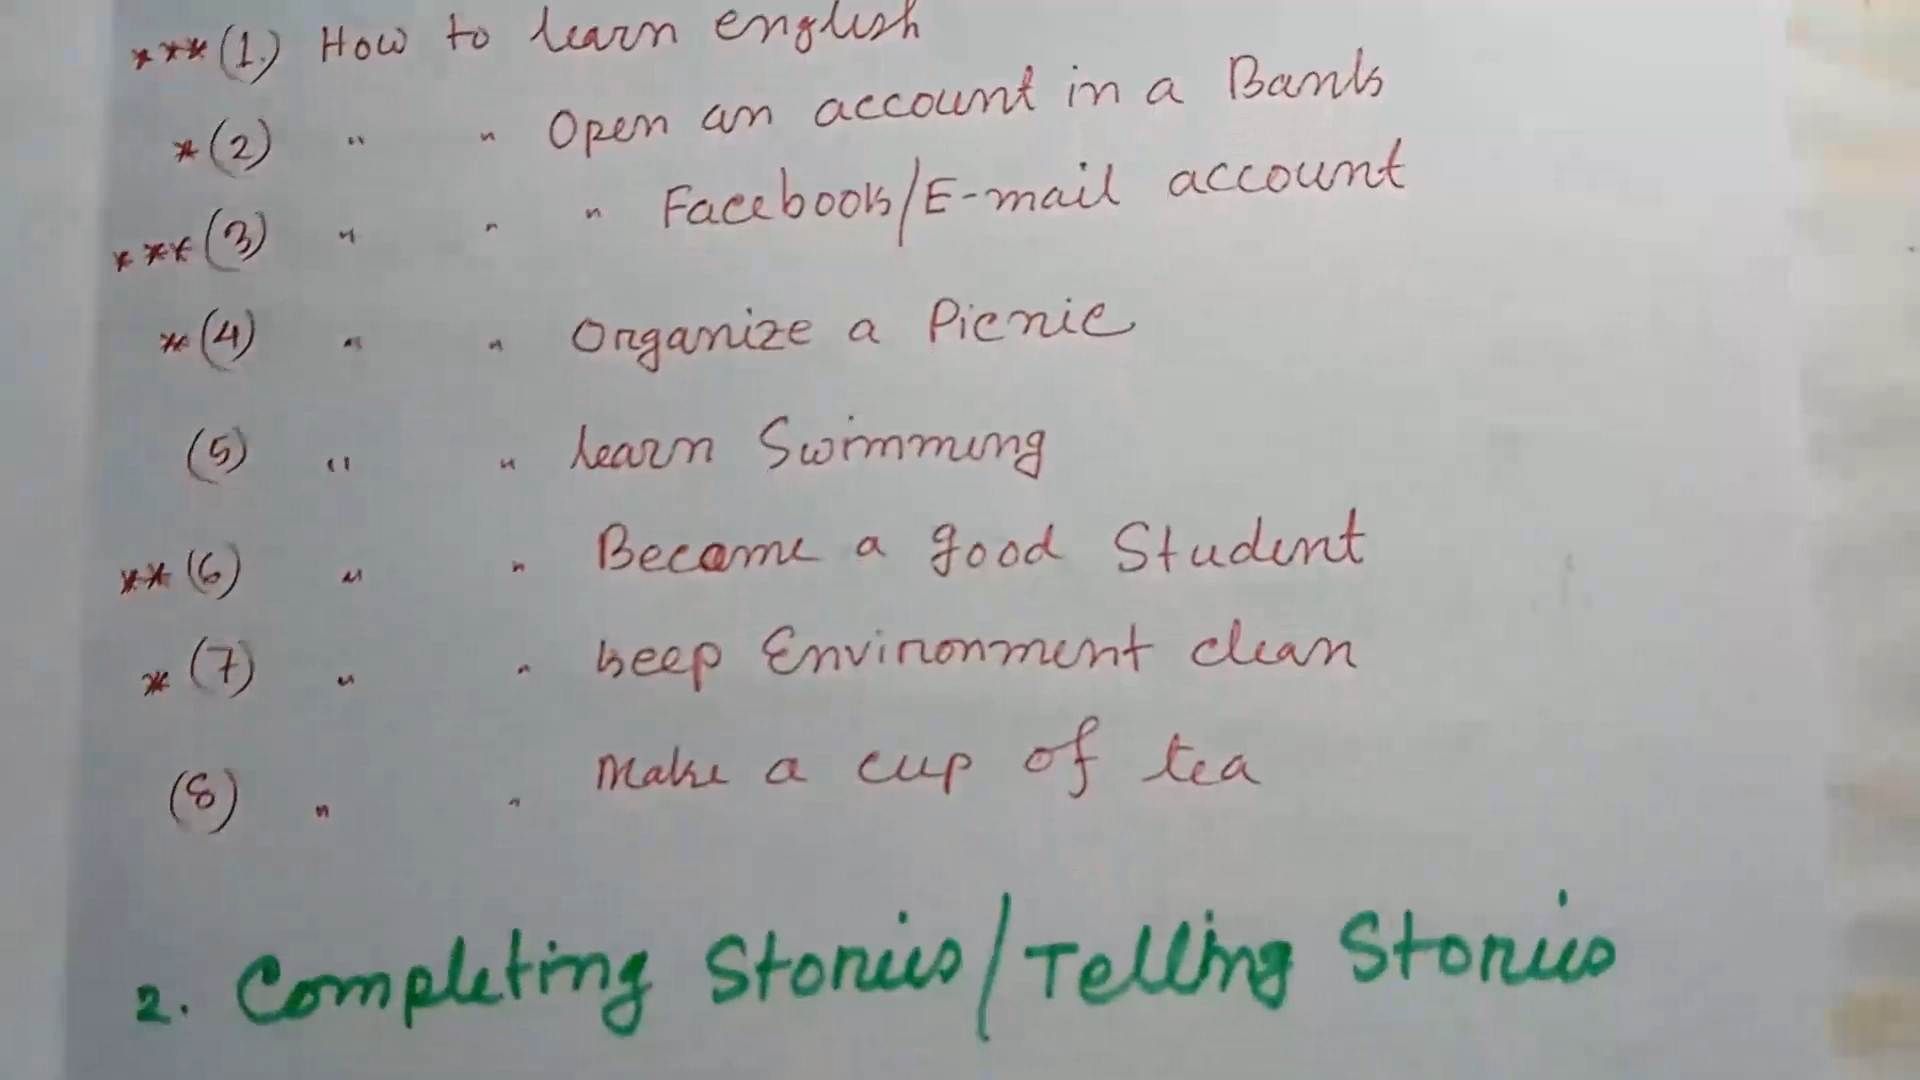 ***(1.) How to learn english
*(2) " " Open an account in a Bank
***(3) " " " Facebook/E-mail account
*(4) " " Organize a Picnic
(5) " " learn Swimming
**(6) " " Become a good Student
*(7) " " keep Environment clean
(8) " " make a cup of tea
2. Completing Stories/Telling Stories